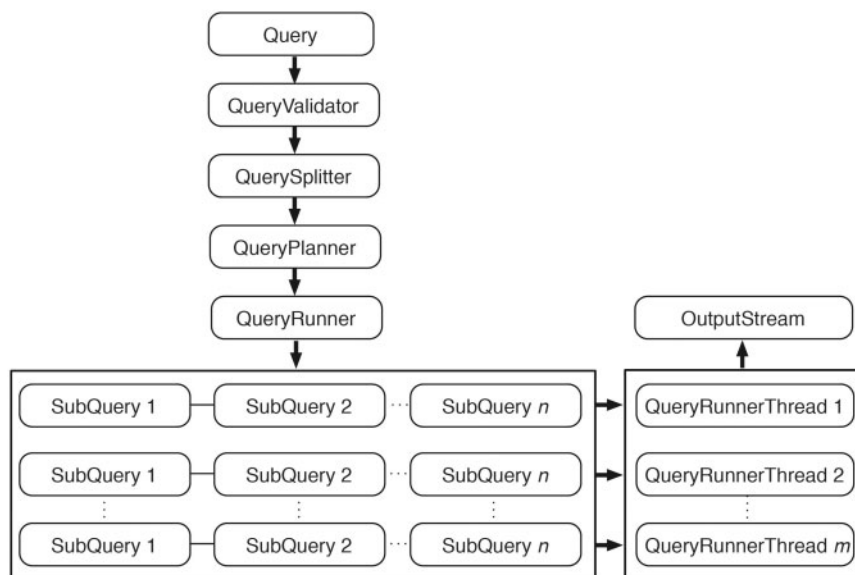 Query
QueryValidator
QuerySplitter
QueryPlanner
QueryRunner
OutputStream
SubQuery 1
SubQuery 2
SubQuery n
QueryRunnerThread 1
SubQuery 1
SubQuery 2
SubQuery n
QueryRunnerThread 2
SubQuery 1
SubQuery 2
SubQuery n
QueryRunnerThread m